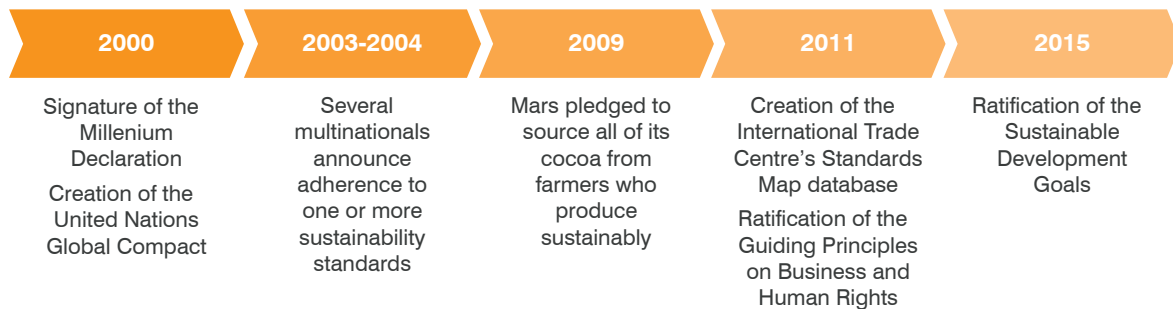 2000
Signature of the
Millenium
Declaration
Creation of the
United Nations
Global Compact
2003-2004
Several
multinationals
announce
adherence to
one or more
sustainability
standards
2009
Mars pledged to
source all of its
cocoa from
farmers who
produce
sustainably
2011
Creation of the
International Trade
Centre’s Standards
Map database
Ratification of the
Guiding Principles
on Business and
Human Rights
2015
Ratification of the
Sustainable
Development
Goals